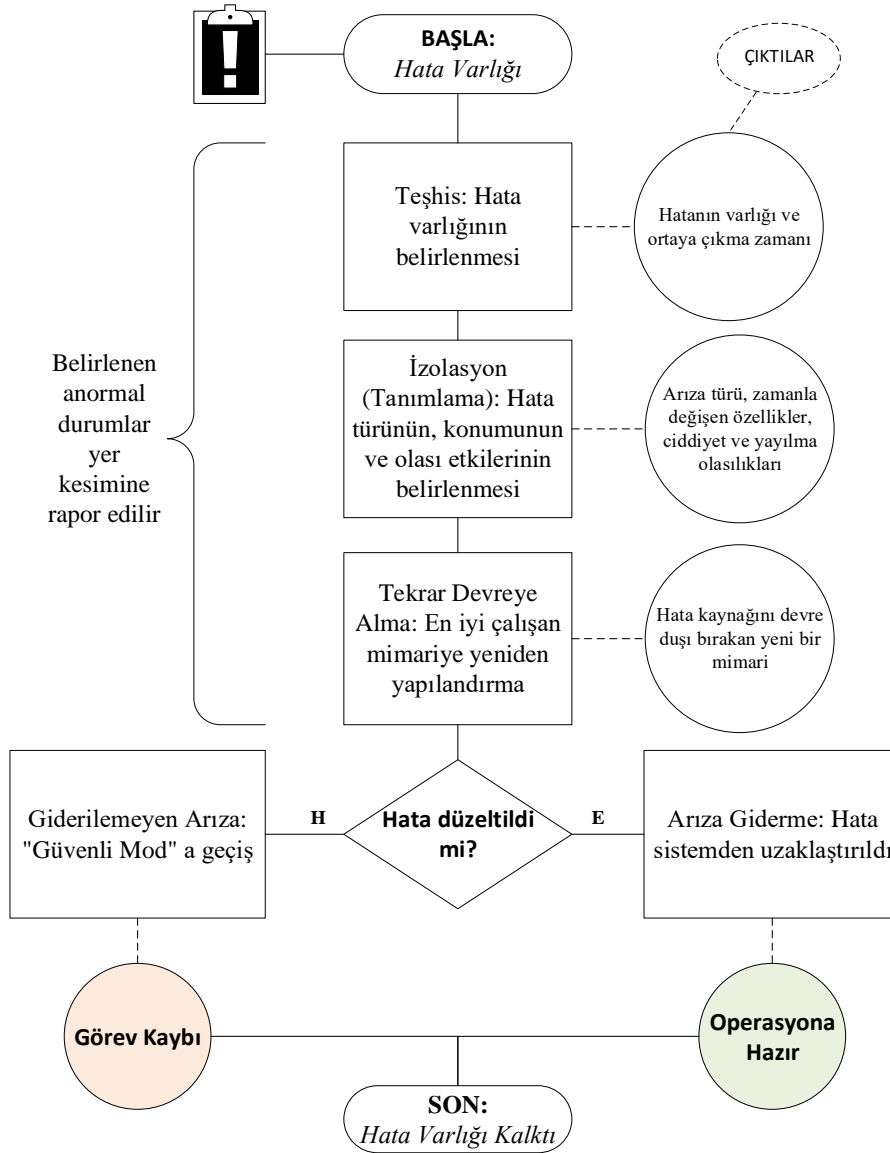 BAŞLA:
Hata Varlığı
ÇIKTILAR
Teşhis: Hata
varlığının
belirlenmesi
Hatanın varlığı ve
ortaya çıkma zamanı
Belirlenen
anormal
durumlar
yer
kesimine
rapor edilir
İzolasyon
(Tanımlama): Hata
türünün, konumunun
ve olası etkilerinin
belirlenmesi
Arıza türü, zamanla
değişen özellikler,
ciddiyet ve yayılma
olasılıkları
Tekrar Devreye
Alma: En iyi çalışan
mimariye yeniden
yapılandırma
Hata kaynağını devre
duşı bırakan yeni bir
mimari
Giderilemeyen Arıza:
"Güvenli Mod" a geçiş
H
Hata düzeltildi
mi?
E
Arıza Giderme: Hata
sistemden uzaklaştırıldı
Görev Kaybı
Operasyona
Hazır
SON:
Hata Varlığı Kalktı